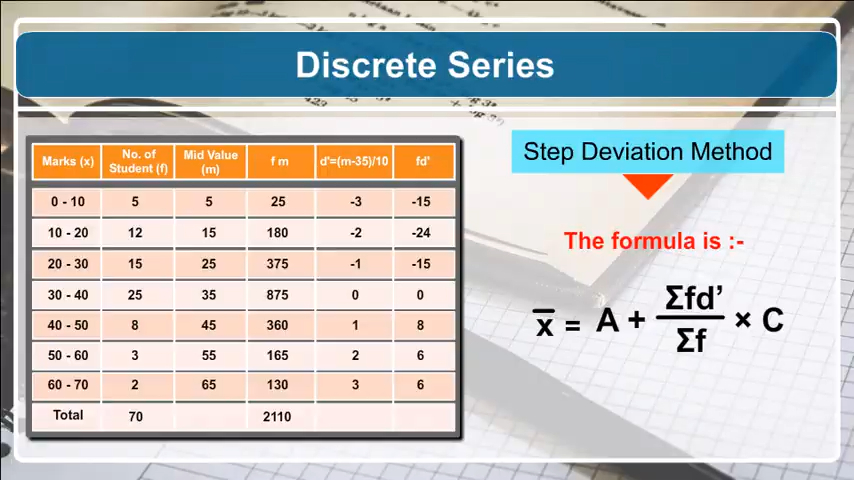 Discrete Series
Marks (x) No. of Student (f) Mid Value (m) f m d'=(m-35)/10 fd'
0 - 10 5 5 25 -3 -15
10 - 20 12 15 180 -2 -24
20 - 30 15 25 375 -1 -15
30 - 40 25 35 875 0 0
40 - 50 8 45 360 1 8
50 - 60 3 55 165 2 6
60 - 70 2 65 130 3 6
Total 70 2110
Step Deviation Method
The formula is :-
x̅ = A + Σfd’ / Σf × C